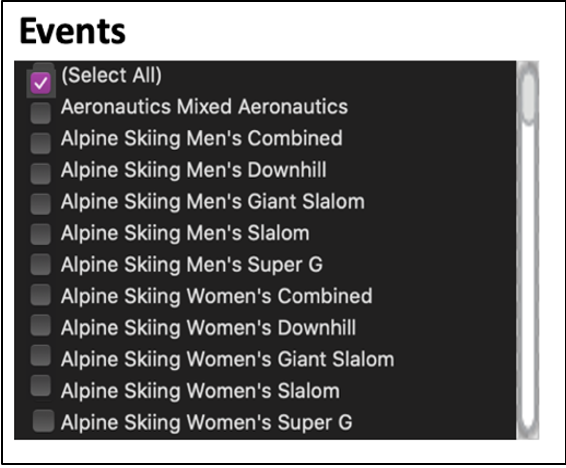 Events
(Select All)
Aeronautics Mixed Aeronautics
Alpine Skiing Men's Combined
Alpine Skiing Men's Downhill
Alpine Skiing Men's Giant Slalom
Alpine Skiing Men's Slalom
Alpine Skiing Men's Super G
Alpine Skiing Women's Combined
Alpine Skiing Women's Downhill
Alpine Skiing Women's Giant Slalom
Alpine Skiing Women's Slalom
Alpine Skiing Women's Super G